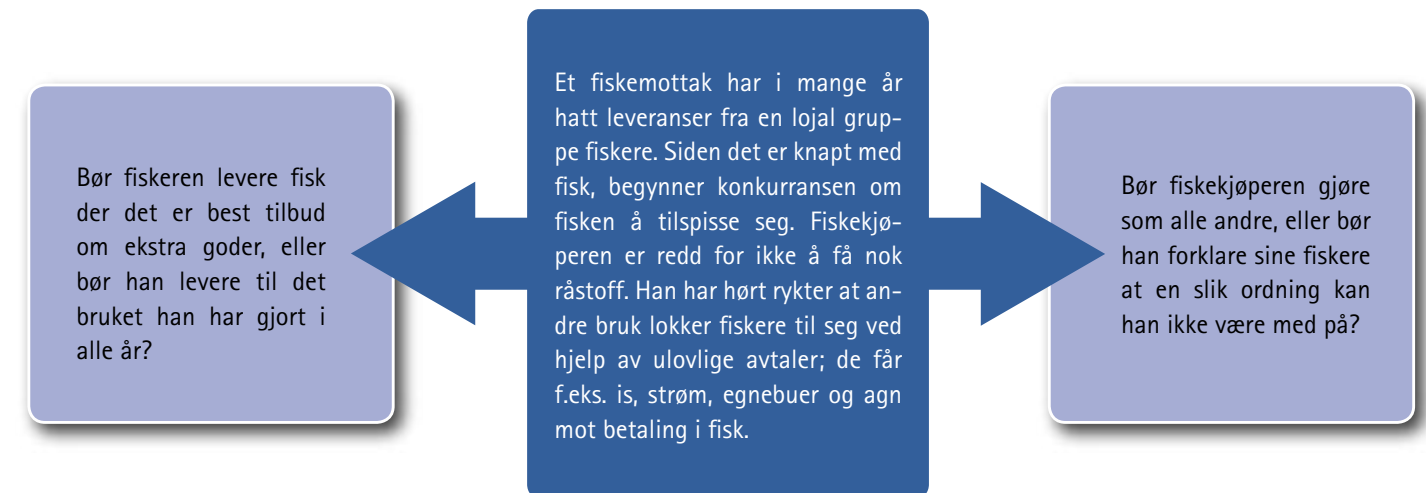 Bør fiskeren levere fisk
der det er best tilbud
om ekstra goder, eller
bør han levere til det
bruket han har gjort i
alle år?
Et fiskemottak har i mange år
hatt leveranser fra en lojal grup-
pe fiskere. Siden det er knapt med
fisk, begynner konkurransen om
fisken å tilspisse seg. Fiskekjø-
peren er redd for ikke å få nok
råstoff. Han har hørt rykter at an-
dre bruk lokker fiskere til seg ved
hjelp av ulovlige avtaler; de får
f.eks. is, strøm, egnebuer og agn
mot betaling i fisk.
Bør fiskekjøperen gjøre
som alle andre, eller bør
han forklare sine fiskere
at en slik ordning kan
han ikke være med på?